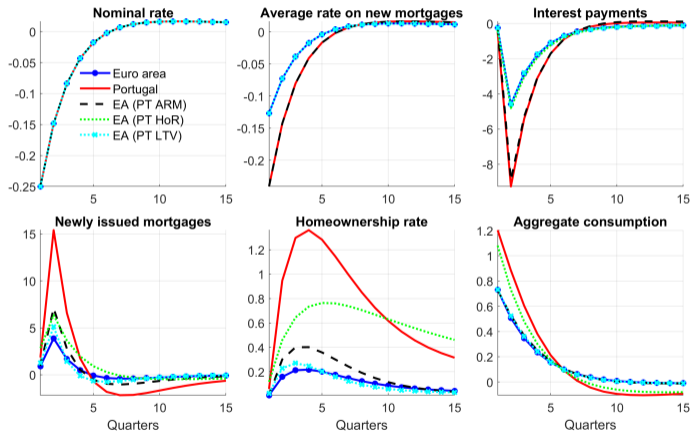 Nominal rate
0
-0.05
-0.1
-0.15
-0.2
-0.25
5 10 15
Euro area
Portugal
EA (PT ARM)
EA (PT HoR)
EA (PT LTV)
Average rate on new mortgages
0
-0.05
-0.1
-0.15
-0.2
5 10 15
Interest payments
0
-2
-4
-6
-8
5 10 15
Newly issued mortgages
15
10
5
0
5 10 15
Quarters
Homeownership rate
1.2
1
0.8
0.6
0.4
0.2
5 10 15
Quarters
Aggregate consumption
1.2
1
0.8
0.6
0.4
0.2
0
5 10 15
Quarters